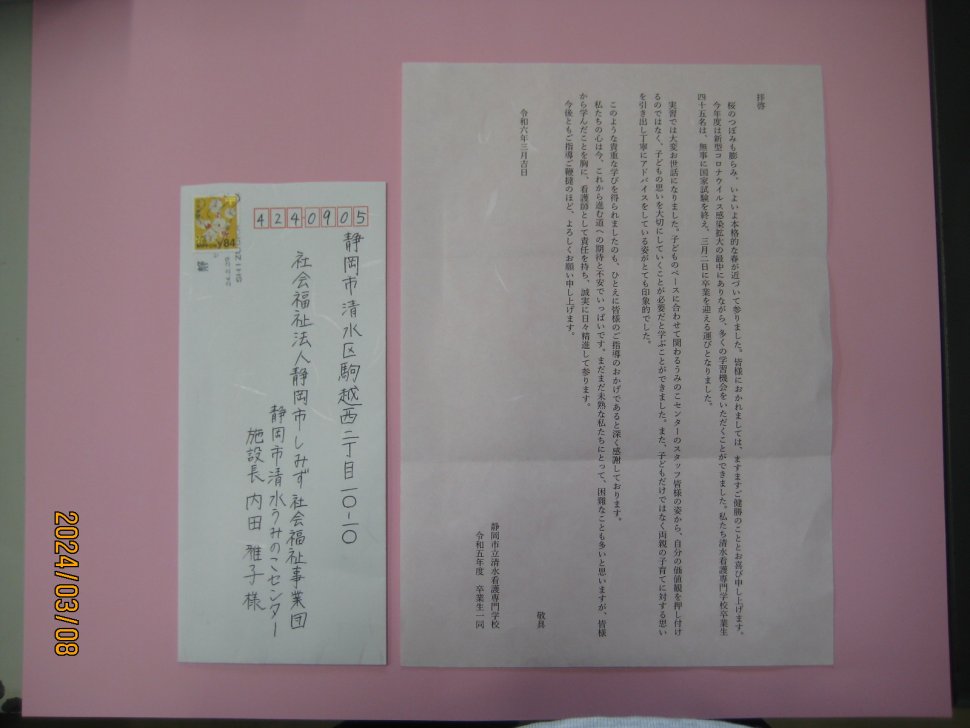 拝啓
桜のつぼみも膨らみ、いよいよ本格的な春が近づいて参りました。皆様におかれましては、ますますご健勝のこととお喜び申し上げます。
今年度は新型コロナウイルス感染拡大の最中にありながら、多くの学習機会をいただくことができました。私たち清水看護専門学校卒業生
四十五名は、無事に国家試験を終え、三月二日に卒業を迎える運びとなりました。
実習では大変お世話になりました。子どものペースに合わせて関わるうみのこセンターのスタッフ皆様の姿から、自分の価値観を押し付け
るのではなく、子どもの思いを大切にしていくことが必要だと学ぶことができました。また、子どもだけではなく両親の子育てに対する思い
を引き出し丁寧にアドバイスをしている姿がとても印象的でした。
このような貴重な学びを得られましたのも、ひとえに皆様のご指導のおかげであると深く感謝しております。
私たちの心は今、これから進む道への期待と不安でいっぱいです。まだまだ未熟な私たちにとって、困難なことも多いと思いますが、皆様
から学んだことを胸に、看護師として責任を持ち、誠実に日々精進して参ります。
今後ともご指導ご鞭撻のほど、よろしくお願い申し上げます。
敬具
令和六年三月吉日
静岡市立清水看護専門学校
令和五年度 卒業生一同
4240905
静岡市清水区駒越西二丁目一〇-一〇
社会福祉法人静岡市しみず社会福祉事業団
静岡市清水うみのこセンター
施設長 内田 雅子 様
84
2024/03/08